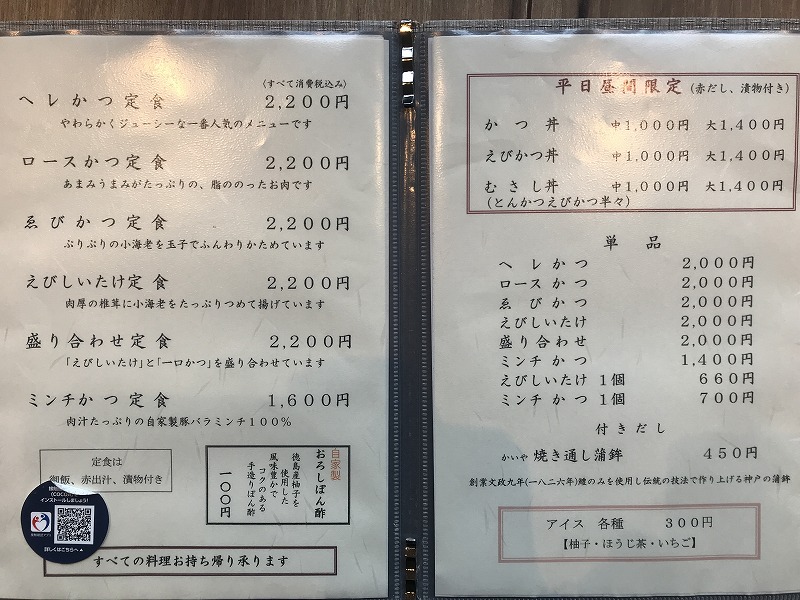 (すべて消費税込み)
ヘレかつ定食 2,200円
やわらかくジューシーな一番人気のメニューです
ロースかつ定食 2,200円
あまみうまみがたっぷりの、脂ののったお肉です
ゑびかつ定食 2,200円
ぷりぷりの小海老を玉子でふんわりかためています
えびしいたけ定食 2,200円
肉厚の椎茸に小海老をたっぷりつめて揚げています
盛り合わせ定食 2,200円
「えびしいたけ」と「一口かつ」を盛り合わせています
ミンチかつ定食 1,600円
肉汁たっぷりの自家製豚バラミンチ100%
定食は
御飯、赤出汁、漬物付き
自家製
おろしぽん酢
徳島産柚子を
使用した
風味豊かで
コクのある
手造りぽん酢
一〇〇円
インストールしましょう!
詳しくはこちらへ
すべての料理お持ち帰り承ります
平日昼間限定(赤だし、漬物付き)
かつ丼 中1,000円 大1,400円
えびかつ丼 中1,000円 大1,400円
むさし丼 中1,000円 大1,400円
(とんかつえびかつ半々)
単品
ヘレかつ 2,000円
ロースかつ 2,000円
ゑびかつ 2,000円
えびしいたけ 2,000円
盛り合わせ 2,000円
ミンチかつ 1,400円
えびしいたけ 1個 660円
ミンチかつ 1個 700円
付きだし
かいや 焼き通し蒲鉾 450円
創業文政九年(一八二六年)鱧のみを使用し伝統の技法で作り上げる神戸の蒲鉾
アイス 各種 300円
【柚子・ほうじ茶・いちご】